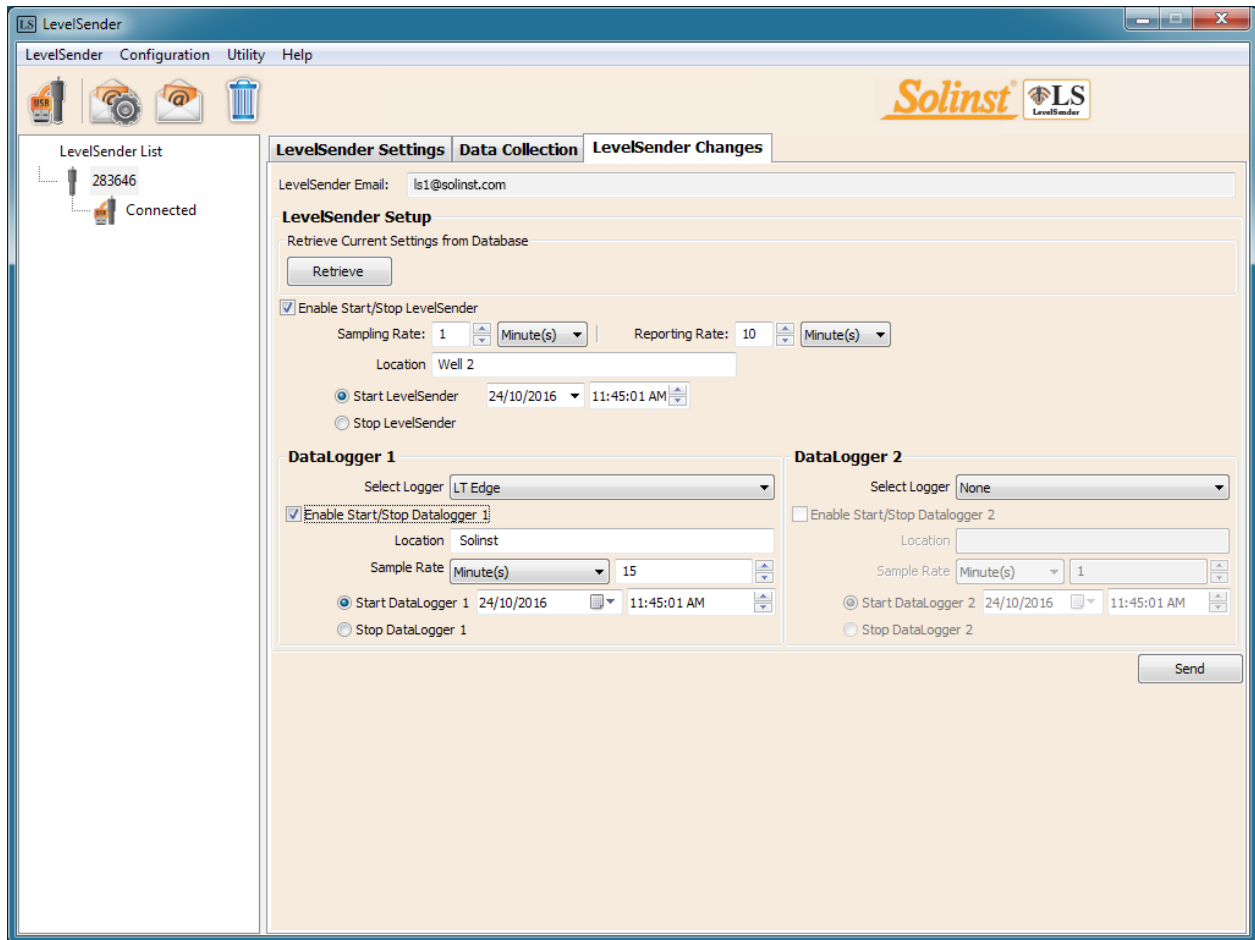 LS LevelSender
LevelSender Configuration Utility Help
USB
@
Solinst® LS
LevelSender
LevelSender List
283646
Connected
LevelSender Settings Data Collection LevelSender Changes
LevelSender Email: ls1@solinst.com
LevelSender Setup
Retrieve Current Settings from Database
Retrieve
Enable Start/Stop LevelSender
Sampling Rate: 1 Minute(s) Reporting Rate: 10 Minute(s)
Location Well 2
Start LevelSender 24/10/2016 11:45:01 AM
Stop LevelSender
DataLogger 1
Select Logger LT Edge
Enable Start/Stop Datalogger 1
Location Solinst
Sample Rate Minute(s) 15
Start DataLogger 1 24/10/2016 11:45:01 AM
Stop DataLogger 1
DataLogger 2
Select Logger None
Enable Start/Stop Datalogger 2
Location
Sample Rate Minute(s) 1
Start DataLogger 2 24/10/2016 11:45:01 AM
Stop DataLogger 2
Send